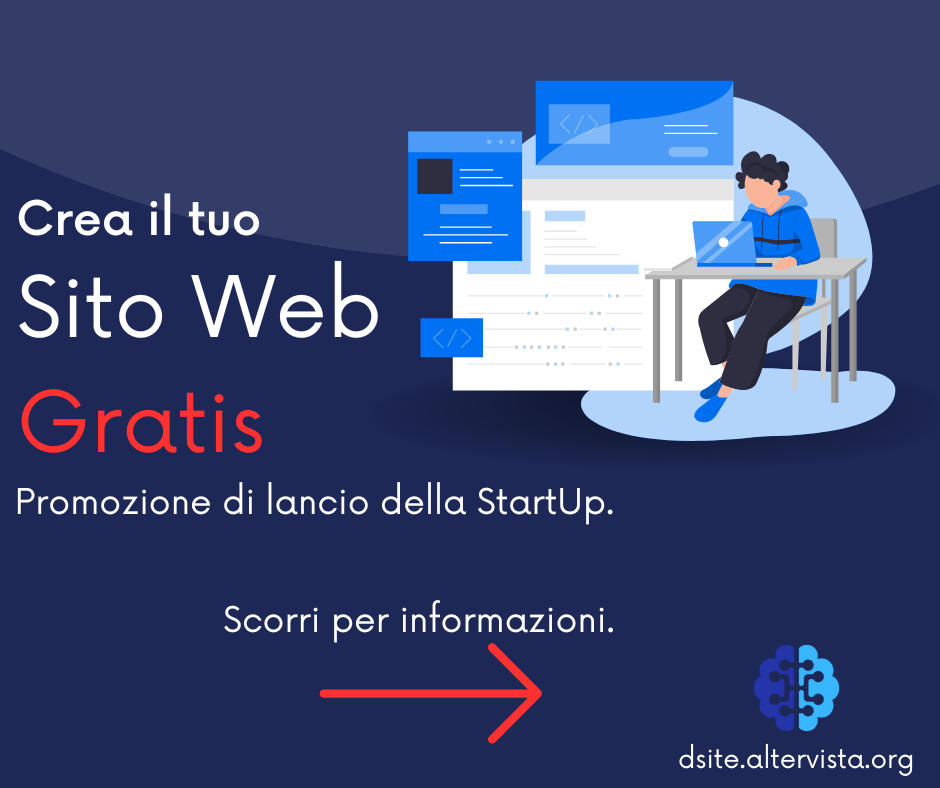 Crea il tuo
Sito Web
Gratis
Promozione di lancio della StartUp.
Scorri per informazioni.
dsite.altervista.org